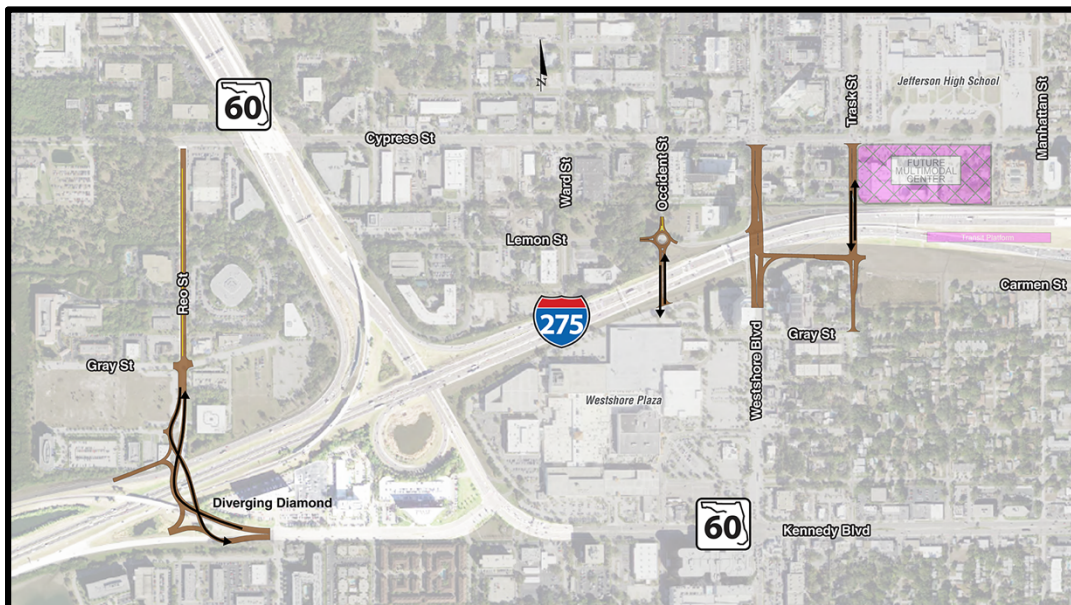 60
N
Jefferson High School
Trask St
Manhattan St
Cypress St
Occident St
Ward St
FUTURE
MULTIMODAL
CENTER
Lemon St
Transit Platform
Reo St
275
Carmen St
Gray St
Gray St
Westshore Blvd
Westshore Plaza
Diverging Diamond
60
Kennedy Blvd